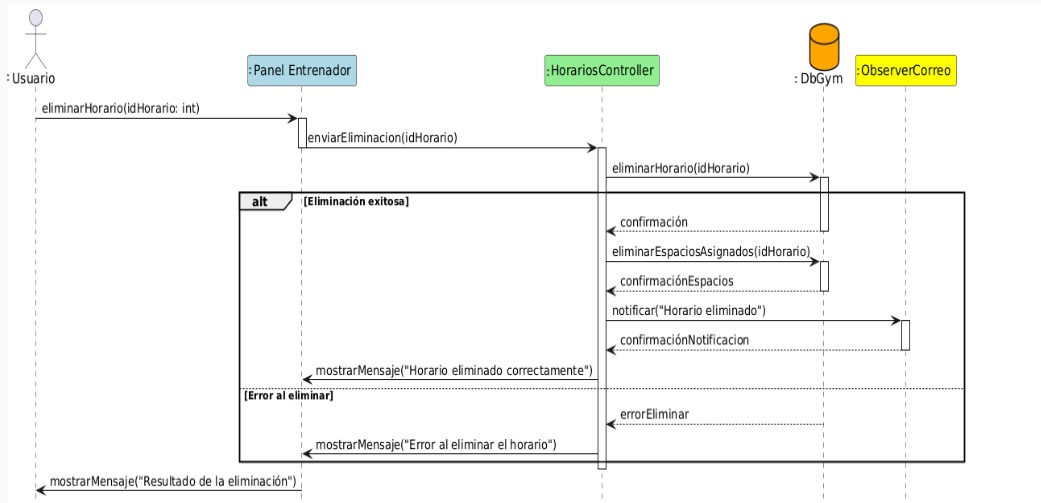 : Usuario
: Panel Entrenador
:HorariosController
: DbGym
:ObserverCorreo
eliminarHorario(idHorario: int)
enviarEliminacion(idHorario)
eliminarHorario(idHorario)
alt
[Eliminación exitosa]
confirmación
eliminarEspaciosAsignados(idHorario)
confirmaciónEspacios
notificar("Horario eliminado")
confirmaciónNotificacion
mostrarMensaje("Horario eliminado correctamente")
[Error al eliminar]
errorEliminar
mostrarMensaje("Error al eliminar el horario")
mostrarMensaje("Resultado de la eliminación")